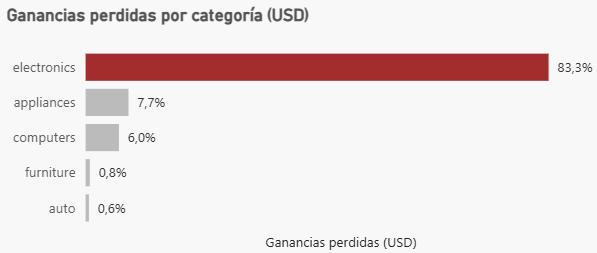 Ganancias perdidas por categoría (USD)
electronics 83,3%
appliances 7,7%
computers 6,0%
furniture 0,8%
auto 0,6%
Ganancias perdidas (USD)